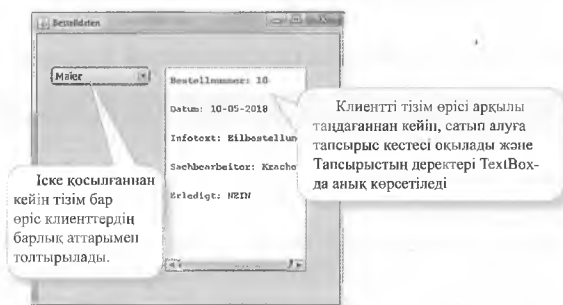 Bestelldaten
Maier
Bestellnummer: 10
Datum: 10-05-2018
Infotext: Eilbestellun
Sachbearbeiter: Kracho
Erledigt: NEIN
Клиентті тізім өрісі арқылы
таңдағаннан кейін, сатып алуға
тапсырыс кестесі оқылады және
Тапсырыстың деректері TextBox-
да анық көрсетіледі
Іске қосылғаннан
кейін тізім бар
өріс клиенттердің
барлық аттарымен
толтырылады.